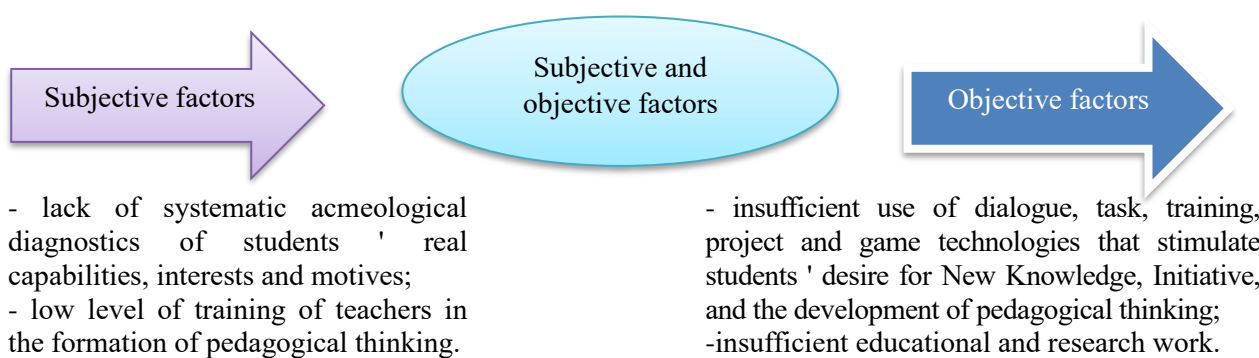 Subjective factors
Subjective and
objective factors
Objective factors
- lack of systematic acmeological
diagnostics of students ' real
capabilities, interests and motives;
- low level of training of teachers in
the formation of pedagogical thinking.
- insufficient use of dialogue, task, training,
project and game technologies that stimulate
students ' desire for New Knowledge, Initiative,
and the development of pedagogical thinking;
-insufficient educational and research work.